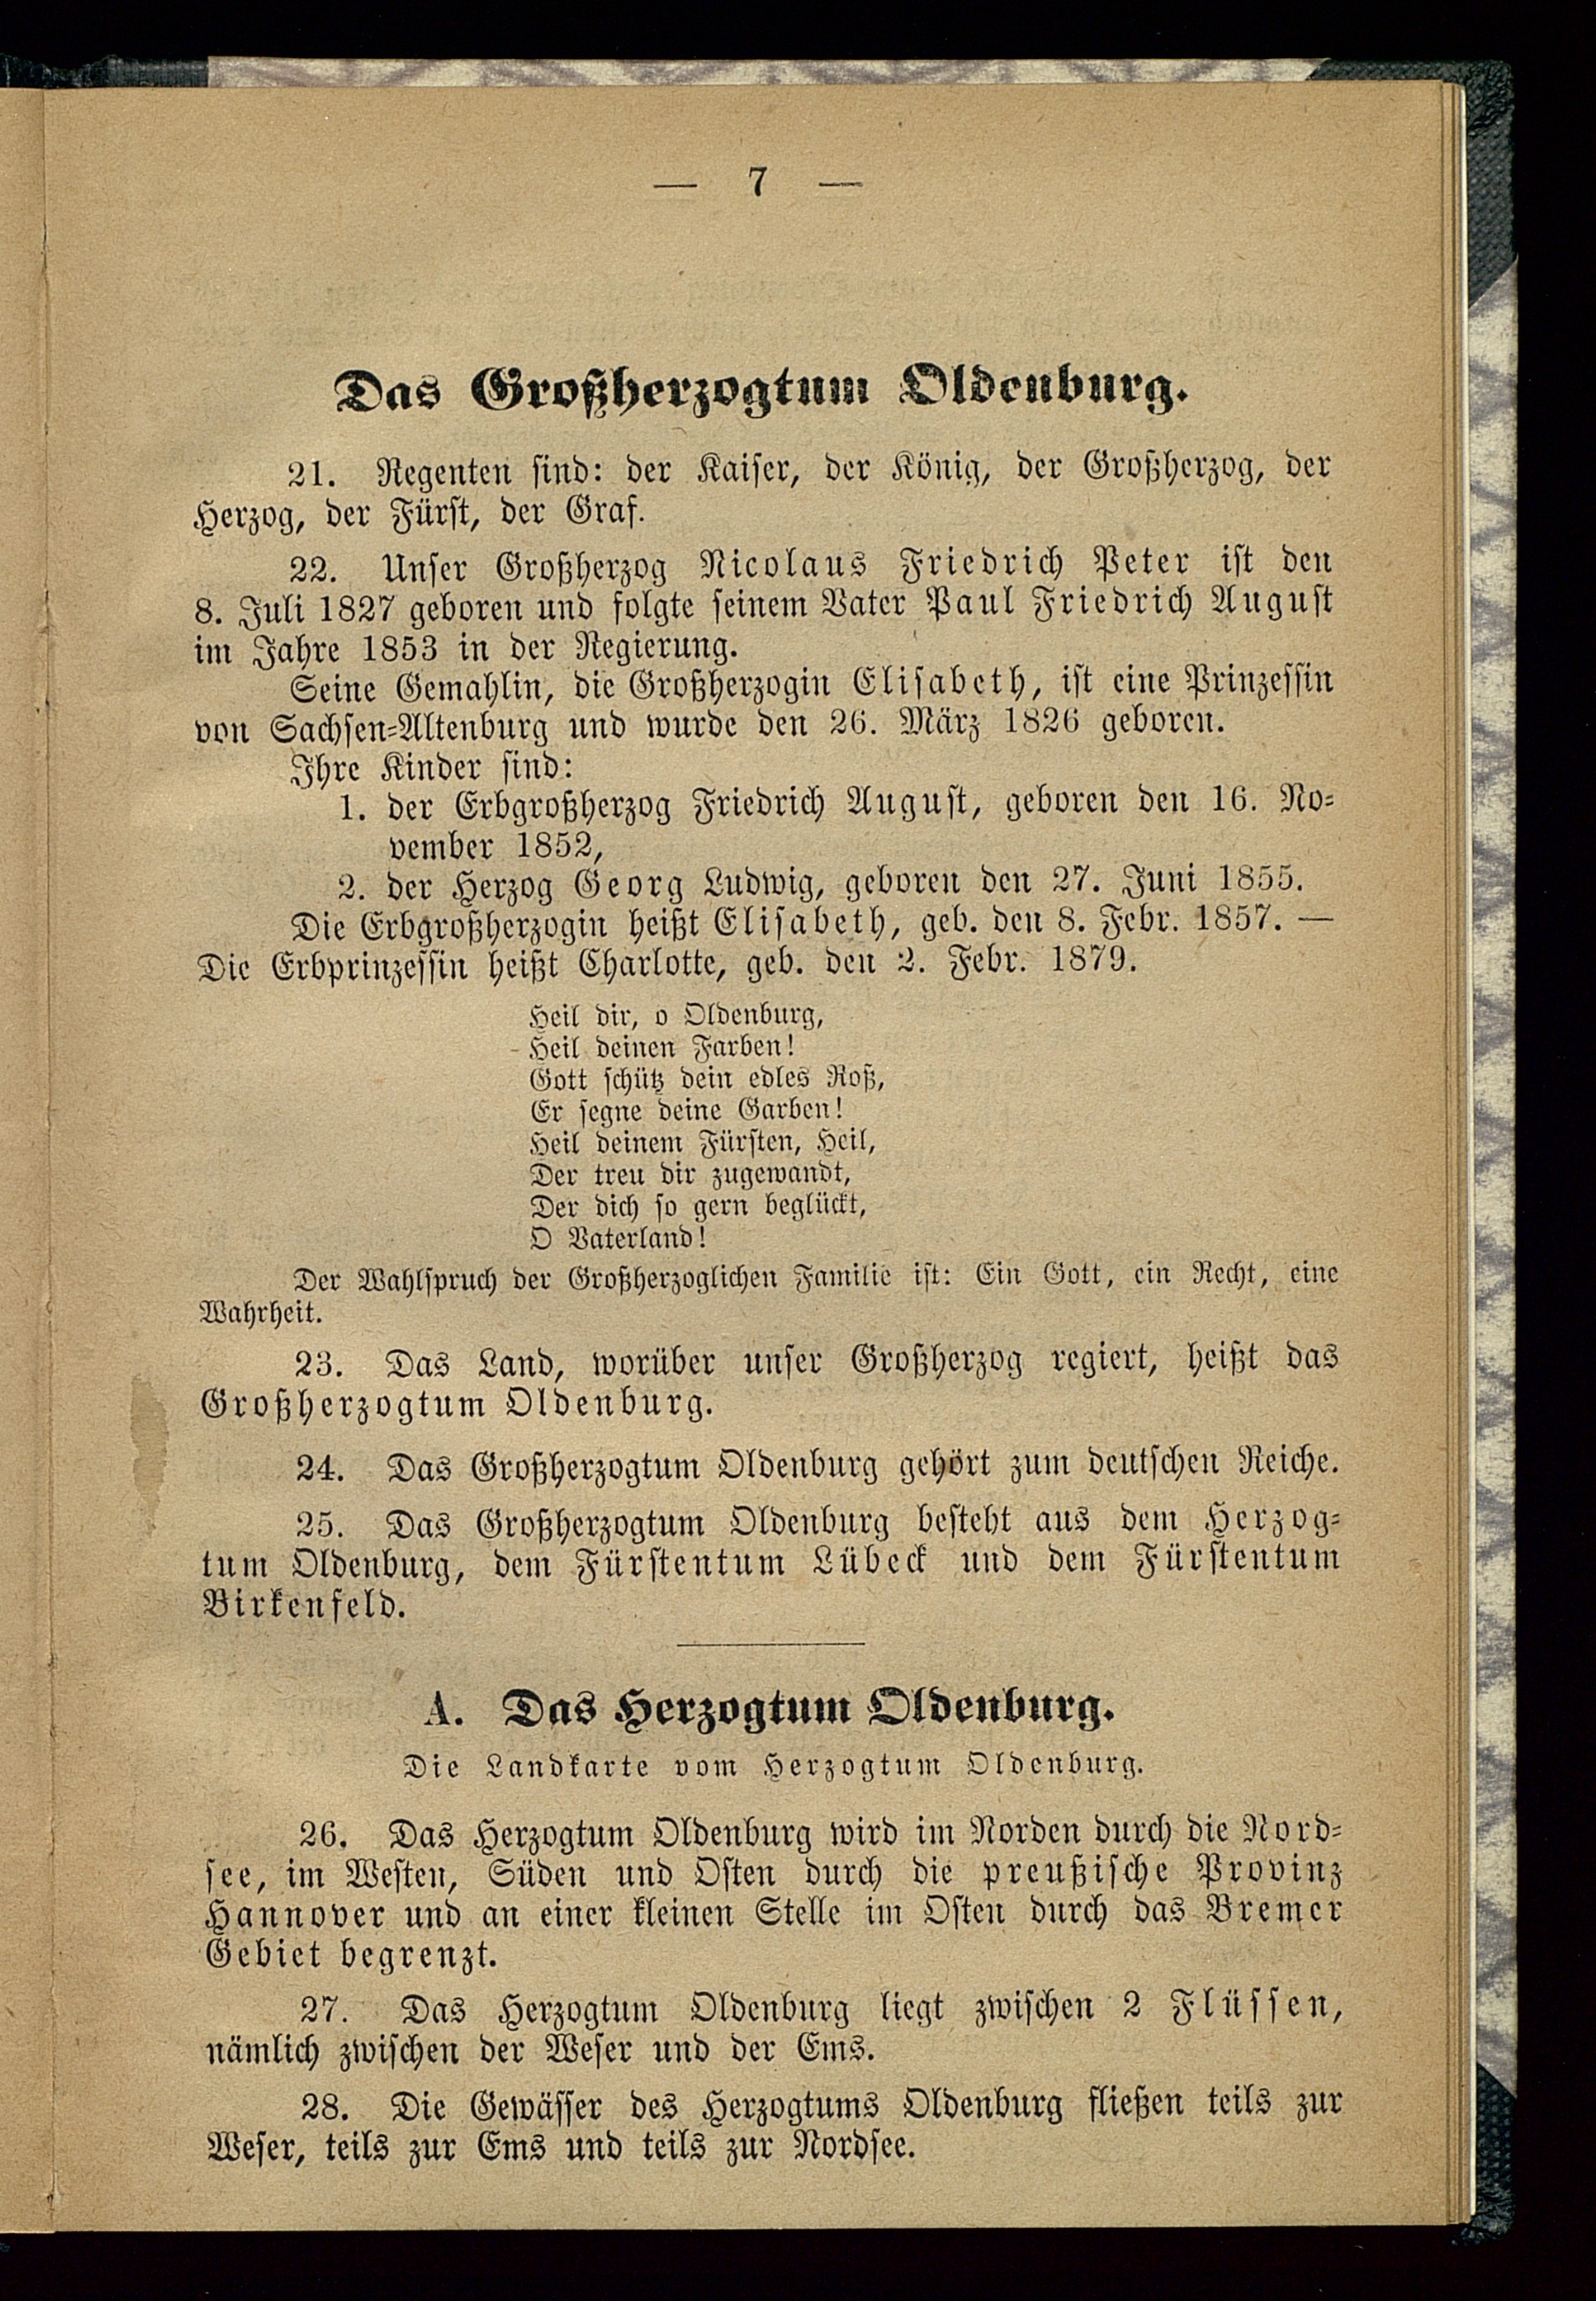 — 7 —
Das Großherzogtum Oldenburg.
21. Regenten sind: der Kaiser, der König, der Großherzog, der
Herzog, der Fürst, der Graf.
22. Unser Großherzog Nicolaus Friedrich Peter ist den
8. Juli 1827 geboren und folgte seinem Vater Paul Friedrich August
im Jahre 1853 in der Regierung.
Seine Gemahlin, die Großherzogin Elisabeth, ist eine Prinzessin
von Sachsen-Altenburg und wurde den 26. März 1826 geboren.
Ihre Kinder sind:
1. der Erbgroßherzog Friedrich August, geboren den 16. No-
vember 1852,
2. der Herzog Georg Ludwig, geboren den 27. Juni 1855.
Die Erbgroßherzogin heißt Elisabeth, geb. den 8. Febr. 1857. —
Die Erbprinzessin heißt Charlotte, geb. den 2. Febr. 1879.
Heil dir, o Oldenburg,
Heil deinen Farben!
Gott schütz dein edles Roß,
Er segne deine Garben!
Heil deinem Fürsten, Heil,
Der treu dir zugewandt,
Der dich so gern beglückt,
O Vaterland!
Der Wahlspruch der Großherzoglichen Familie ist: Ein Gott, ein Recht, eine
Wahrheit.
23. Das Land, worüber unser Großherzog regiert, heißt das
Großherzogtum Oldenburg.
24. Das Großherzogtum Oldenburg gehört zum deutschen Reiche.
25. Das Großherzogtum Oldenburg besteht aus dem Herzog-
tum Oldenburg, dem Fürstentum Lübeck und dem Fürstentum
Birkenfeld.
A. Das Herzogtum Oldenburg.
Die Landkarte vom Herzogtum Oldenburg.
26. Das Herzogtum Oldenburg wird im Norden durch die Nord-
see, im Westen, Süden und Osten durch die preußische Provinz
Hannover und an einer kleinen Stelle im Osten durch das Bremer
Gebiet begrenzt.
27. Das Herzogtum Oldenburg liegt zwischen 2 Flüssen,
nämlich zwischen der Weser und der Ems.
28. Die Gewässer des Herzogtums Oldenburg fließen teils zur
Weser, teils zur Ems und teils zur Nordsee.